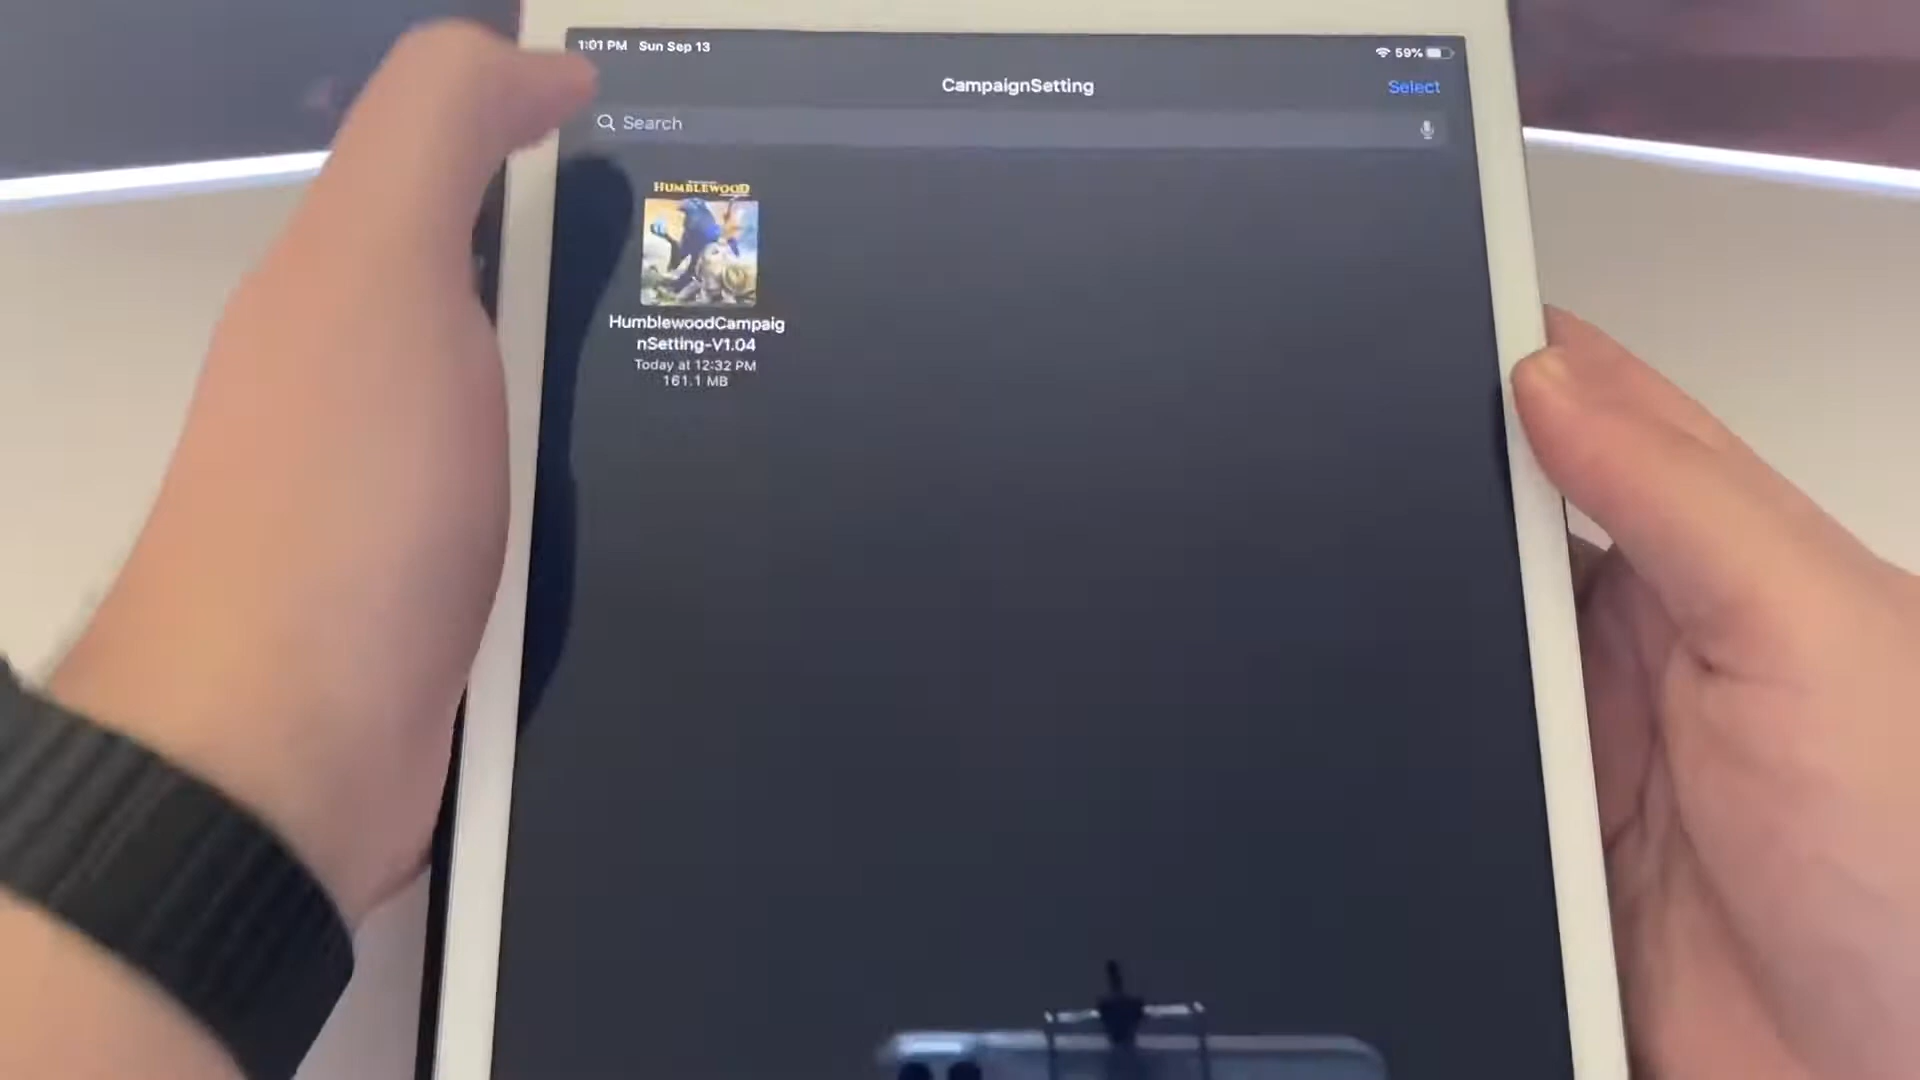 1:01 PM Sun Sep 13
59%
CampaignSetting
Select
Search
HUMBLEWOOD
HumblewoodCampaig
nSetting-V1.04
Today at 12:32 PM
161.1 MB